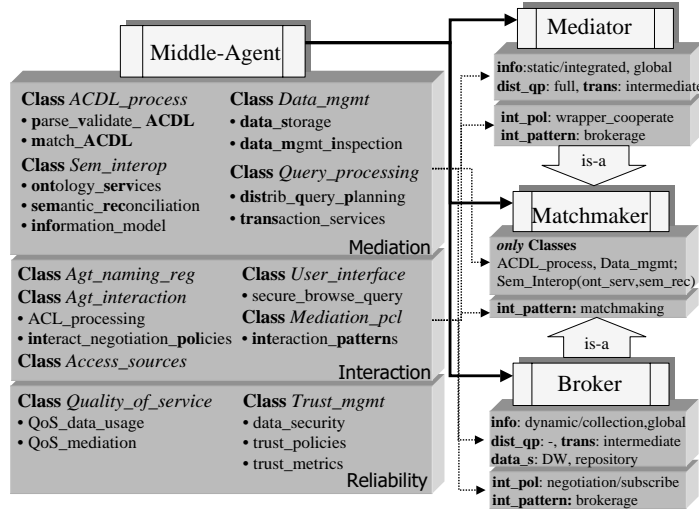 Middle-Agent
Class ACDL_process
• parse_validate_ ACDL
• match_ACDL
Class Sem_interop
• ontology_services
• semantic_reconciliation
• information_model
Class Data_mgmt
• data_storage
• data_mgmt_inspection
Class Query_processing
• distrib_query_planning
• transaction_services
Mediation
Class Agt_naming_reg
Class Agt_interaction
• ACL_processing
• interact_negotiation_policies
Class Access_sources
Class User_interface
• secure_browse_query
Class Mediation_pcl
• interaction_patterns
Interaction
Class Quality_of_service
• QoS_data_usage
• QoS_mediation
Class Trust_mgmt
• data_security
• trust_policies
• trust_metrics
Reliability
Mediator
info:static/integrated, global
dist_qp: full, trans: intermediate
int_pol: wrapper_cooperate
int_pattern: brokerage
is-a
Matchmaker
only Classes
ACDL_process, Data_mgmt;
Sem_Interop(ont_serv,sem_rec)
int_pattern: matchmaking
is-a
Broker
info: dynamic/collection,global
dist_qp: -, trans: intermediate
data_s: DW, repository
int_pol: negotiation/subscribe
int_pattern: brokerage